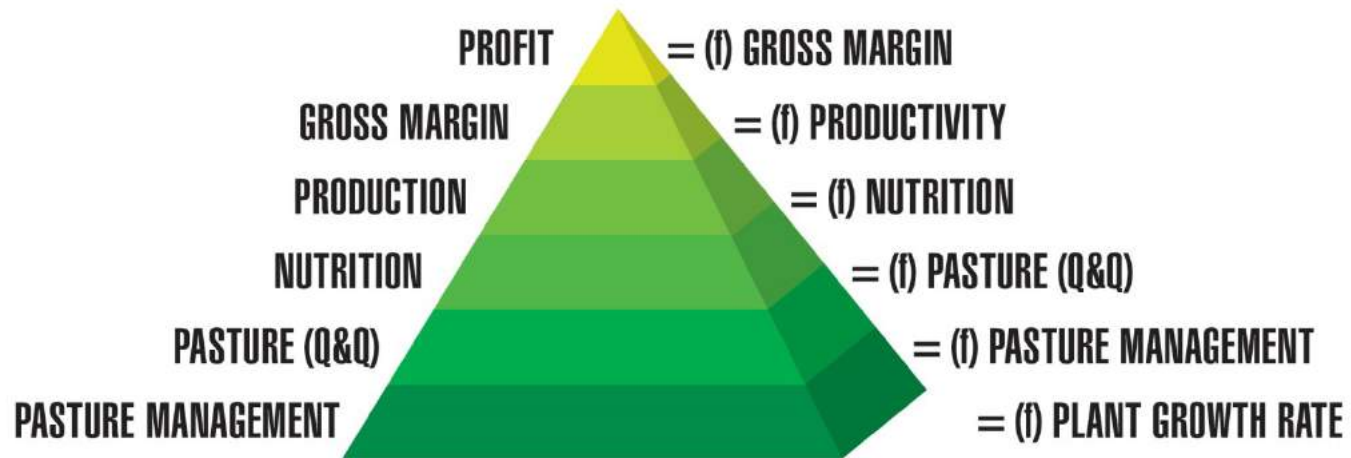 PROFIT = (f) GROSS MARGIN
GROSS MARGIN = (f) PRODUCTIVITY
PRODUCTION = (f) NUTRITION
NUTRITION = (f) PASTURE (Q&Q)
PASTURE (Q&Q) = (f) PASTURE MANAGEMENT
PASTURE MANAGEMENT = (f) PLANT GROWTH RATE